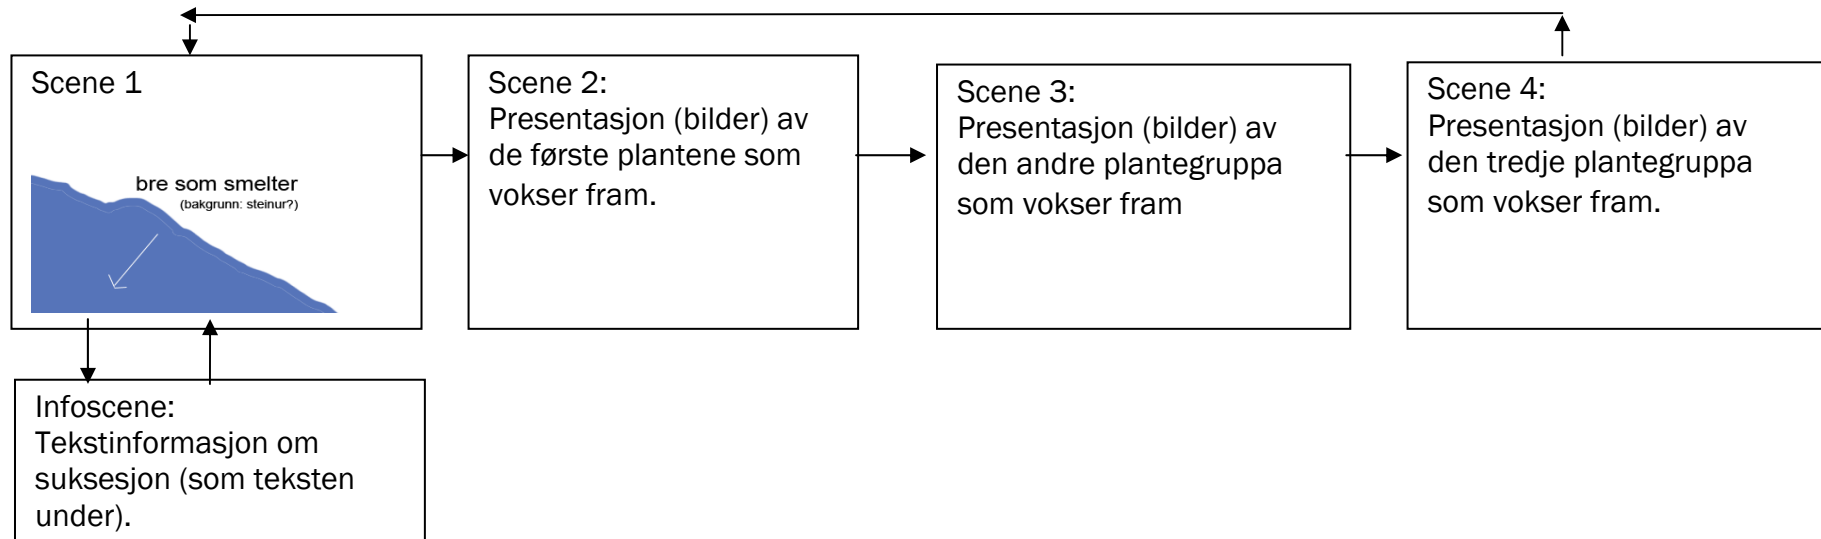 Scene 1
bre som smelter
(bakgrunn: steinur?)
Scene 2:
Presentasjon (bilder) av
de første plantene som
vokser fram.
Scene 3:
Presentasjon (bilder) av
den andre plantegruppa
som vokser fram
Scene 4:
Presentasjon (bilder) av
den tredje plantegruppa
som vokser fram.
Infoscene:
Tekstinformasjon om
suksesjon (som teksten
under).